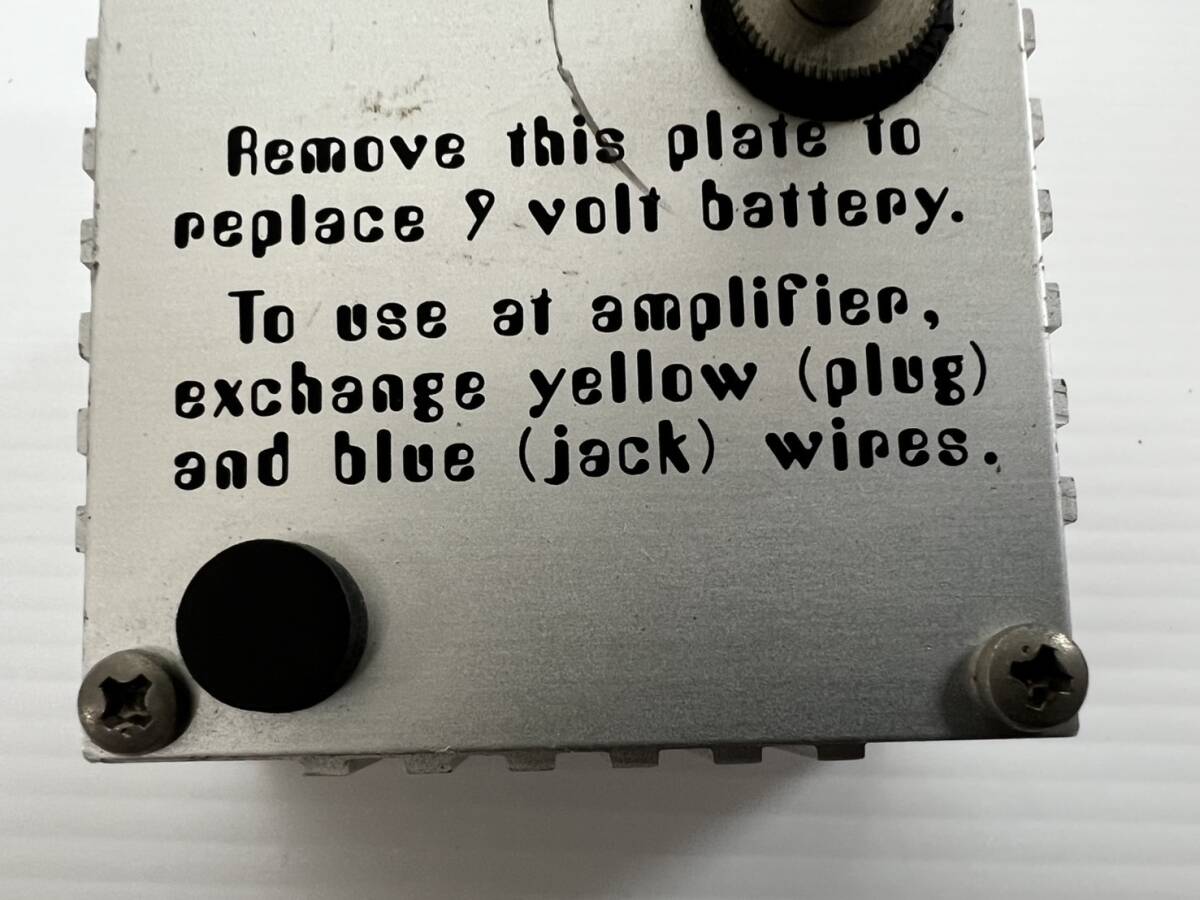 Remove this plate to
replace 9 volt battery.
To use at amplifier,
exchange yellow (plug)
and blue (jack) wires.